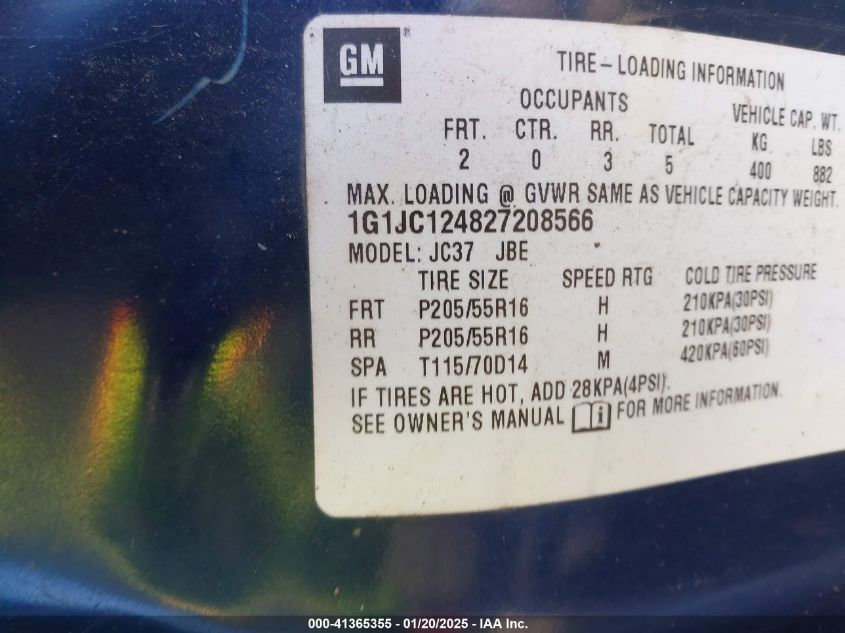 GM®
TIRE-LOADING INFORMATION
OCCUPANTS VEHICLE CAP. WT.
FRT. CTR. RR. TOTAL KG LBS
2 0 3 5 400 882
MAX. LOADING @ GVWR SAME AS VEHICLE CAPACITY WEIGHT.
1G1JC124827208566
MODEL: JC37 JBE
TIRE SIZE SPEED RTG COLD TIRE PRESSURE
FRT P205/55R16 H 210KPA(30PSI)
RR P205/55R16 H 210KPA(30PSI)
SPA T115/70D14 M 420KPA(60PSI)
IF TIRES ARE HOT, ADD 28KPA(4PSI).
SEE OWNER'S MANUAL FOR MORE INFORMATION.
000-41365355 - 01/20/2025 - IAA Inc.